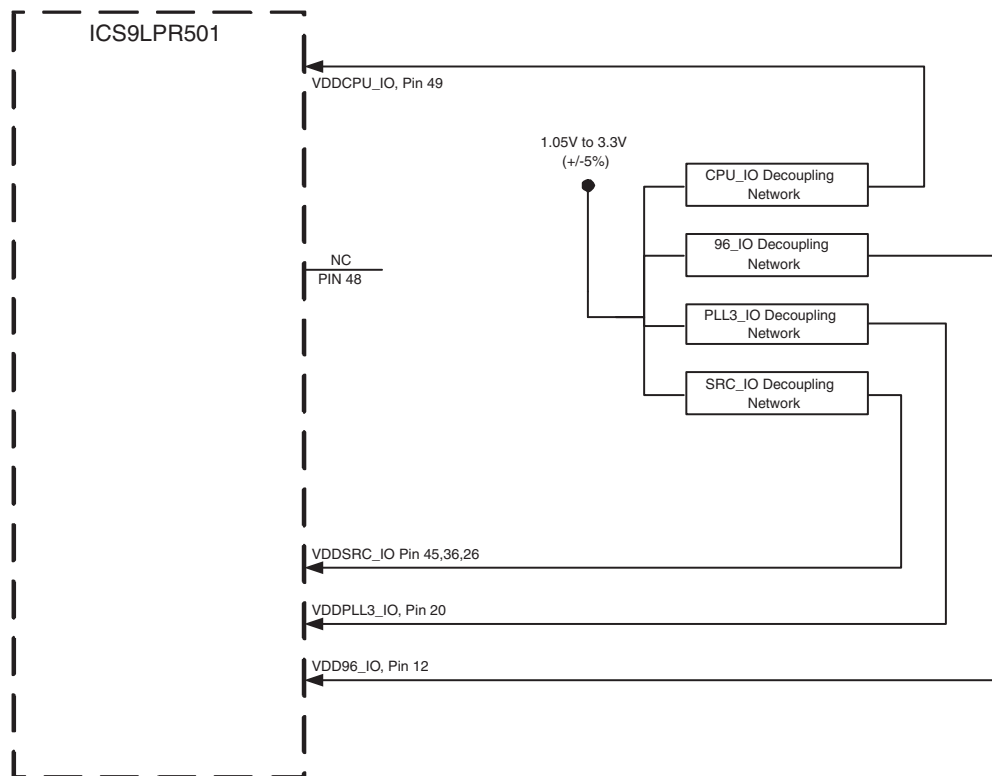 ICS9LPR501
VDDCPU_IO, Pin 49
1.05V to 3.3V
(+/-5%)
CPU_IO Decoupling
Network
96_IO Decoupling
Network
NC
PIN 48
PLL3_IO Decoupling
Network
SRC_IO Decoupling
Network
VDDSRC_IO Pin 45,36,26
VDDPLL3_IO, Pin 20
VDD96_IO, Pin 12